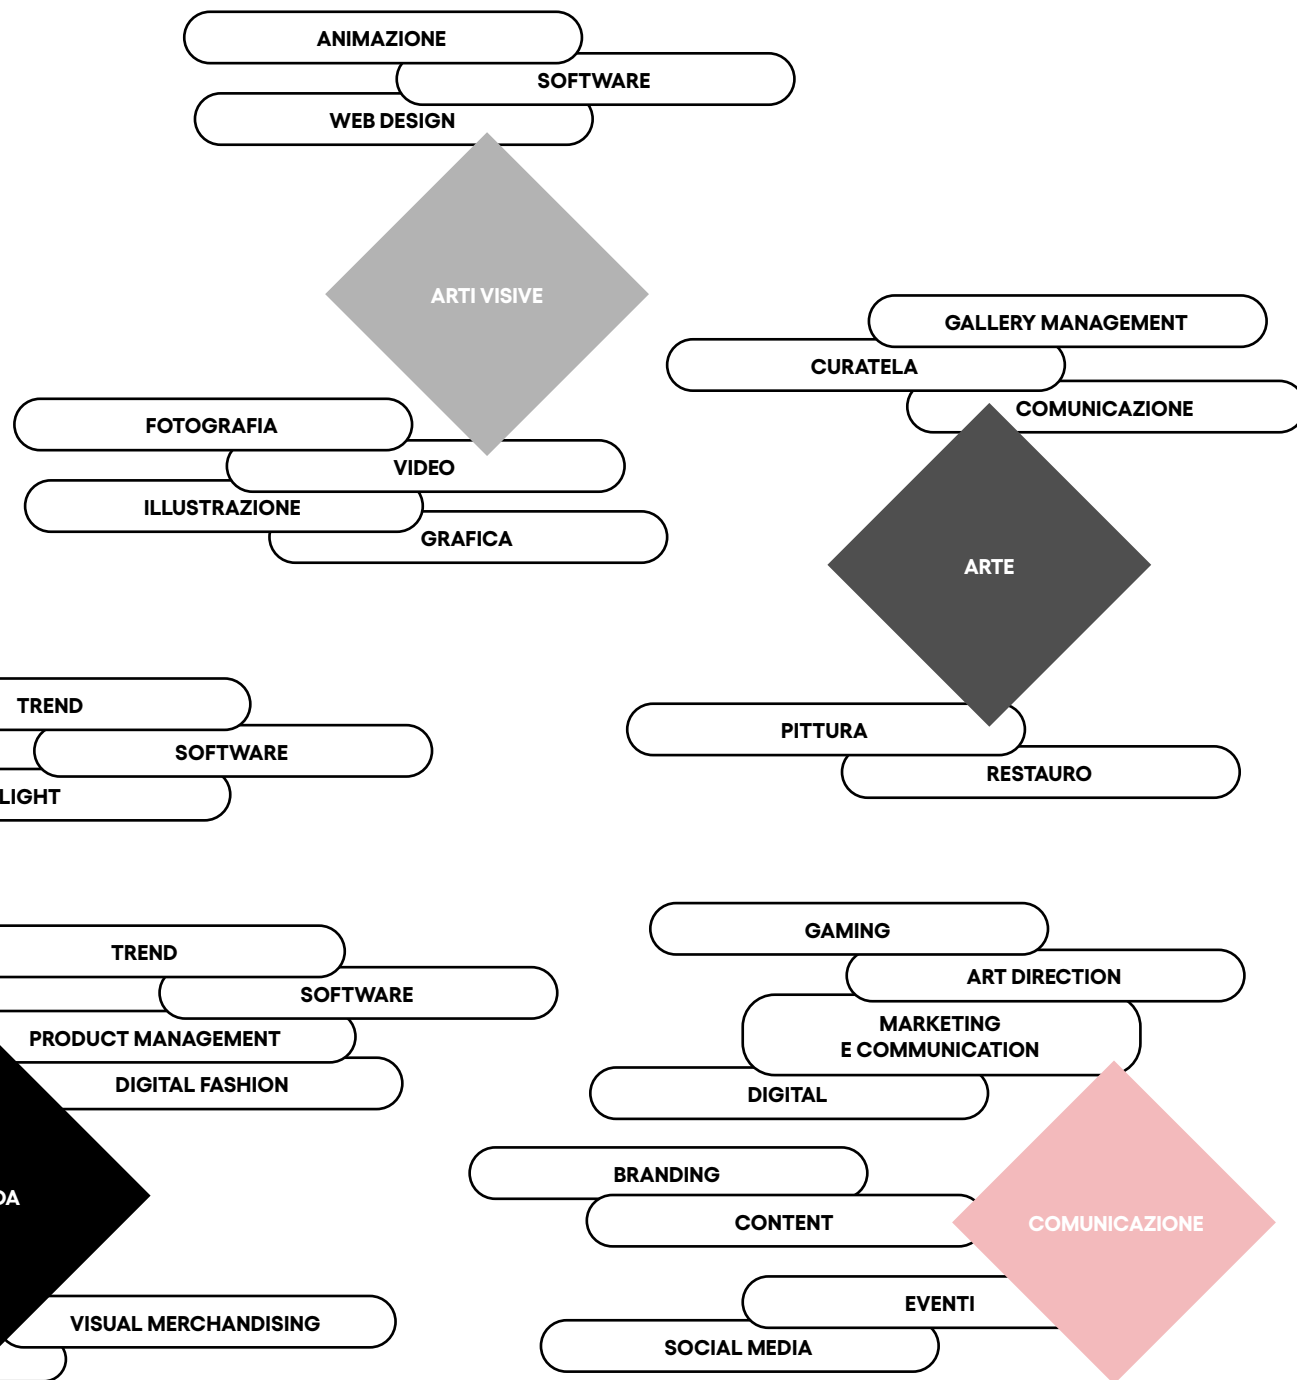 ANIMAZIONE
SOFTWARE
WEB DESIGN
ARTI VISIVE
FOTOGRAFIA
VIDEO
ILLUSTRAZIONE
GRAFICA
GALLERY MANAGEMENT
CURATELA
COMUNICAZIONE
ARTE
PITTURA
RESTAURO
TREND
SOFTWARE
LIGHT
TREND
SOFTWARE
PRODUCT MANAGEMENT
DIGITAL FASHION
DA
VISUAL MERCHANDISING
GAMING
ART DIRECTION
MARKETING
E COMMUNICATION
DIGITAL
BRANDING
CONTENT
COMUNICAZIONE
EVENTI
SOCIAL MEDIA